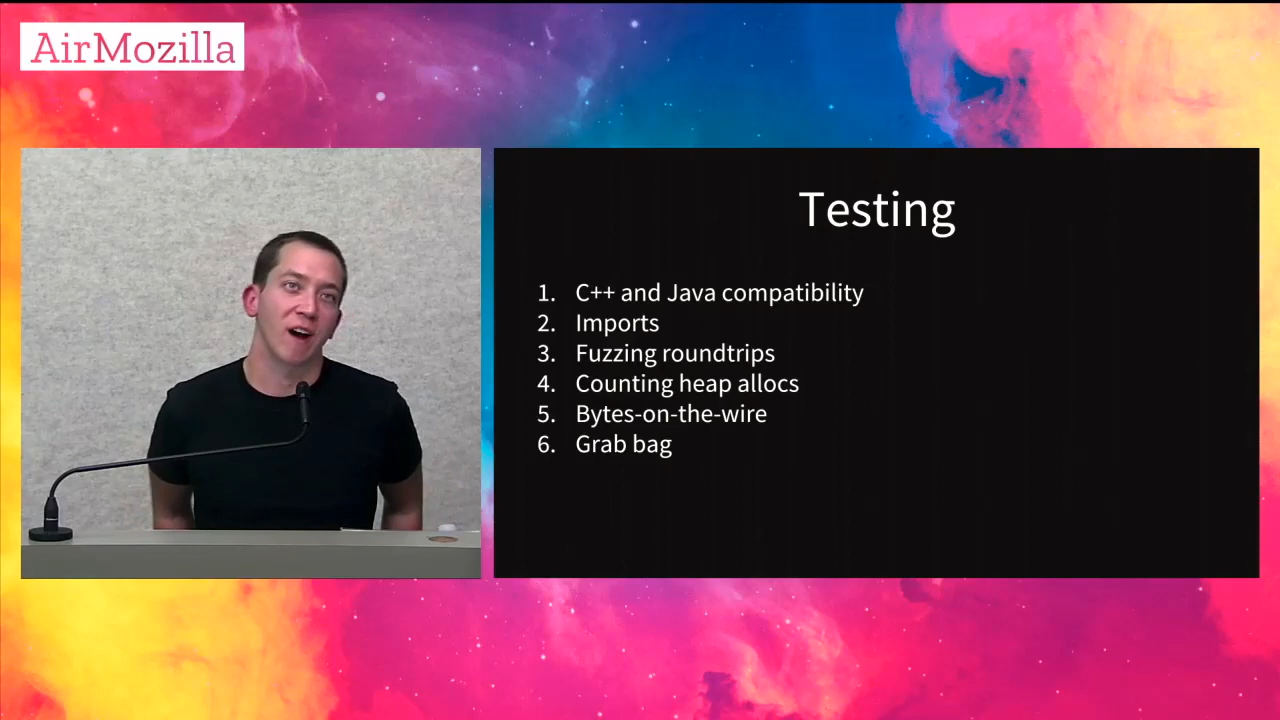 AirMozilla
Testing
1. C++ and Java compatibility
2. Imports
3. Fuzzing roundtrips
4. Counting heap allocs
5. Bytes-on-the-wire
6. Grab bag